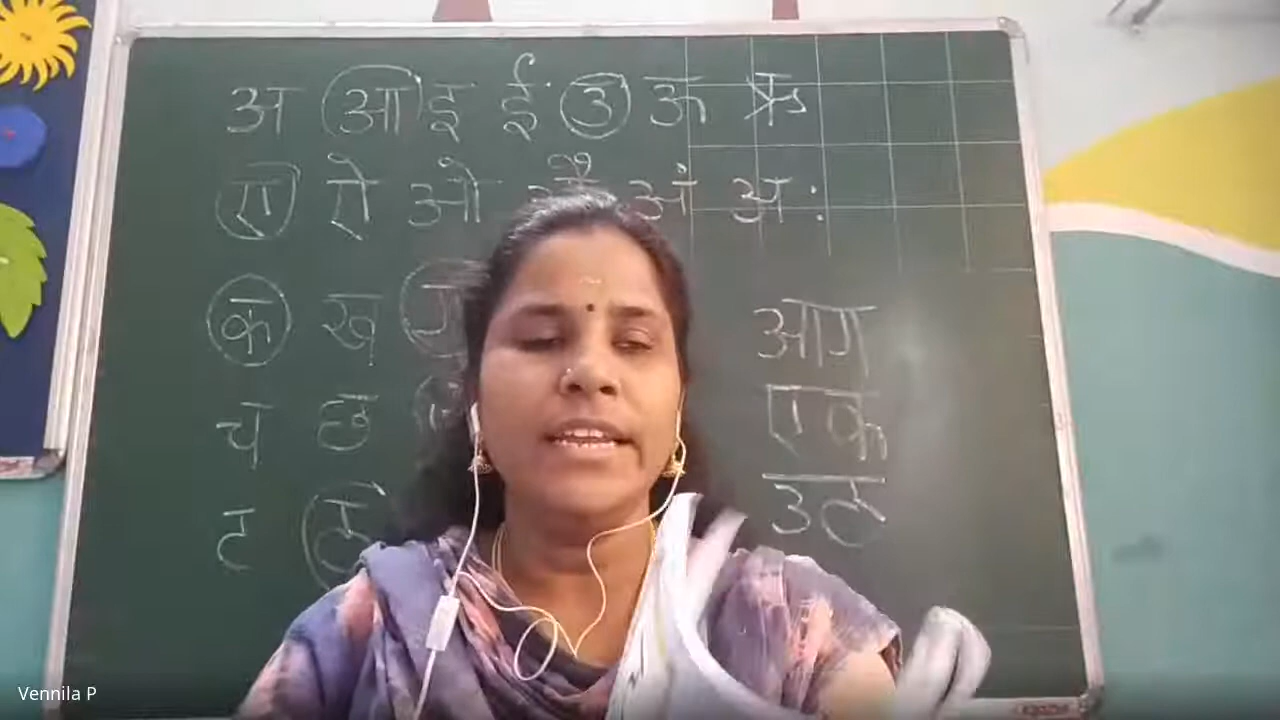 अ आ इ ई उ ऊ ऋ
ए ऐ ओ औ अं अः
क ख ग
च छ
ट ठ
आग
एक
उठ
Vennila P